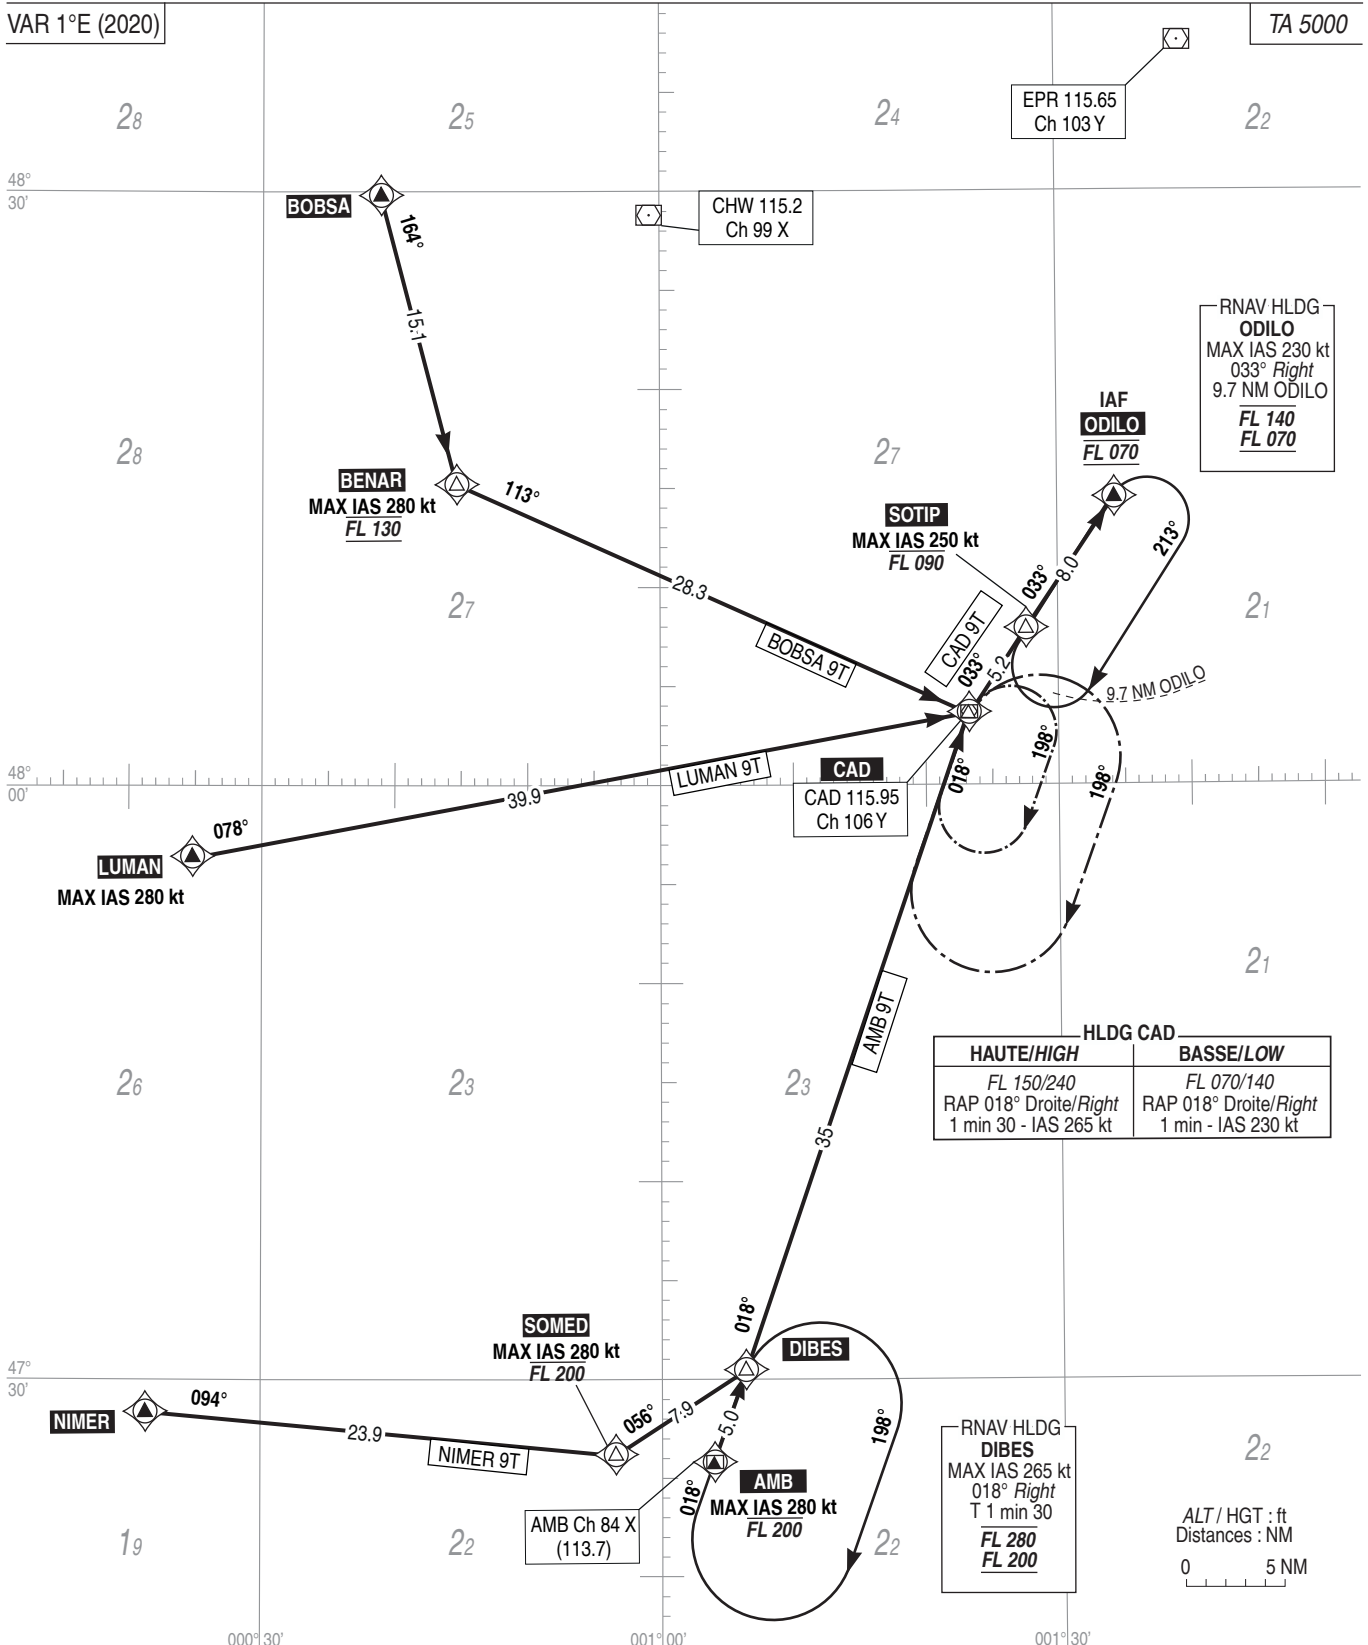 VAR 1°E (2020)
TA 5000
EPR 115.65
Ch 103 Y
28
25
24
22
48°
30'
BOBSA
164°
CHW 115.2
Ch 99 X
15.1
RNAV HLDG
ODILO
MAX IAS 230 kt
033° Right
9.7 NM ODILO
FL 140
FL 070
IAF
ODILO
FL 070
28
27
BENAR
MAX IAS 280 kt
FL 130
113°
SOTIP
MAX IAS 250 kt
FL 090
213°
033°
8.0
28.3
27
21
BOBSA 9T
CAD 9T
033°
5.2
9.7 NM ODILO
198°
198°
018°
LUMAN 9T
CAD
CAD 115.95
Ch 106 Y
48°
00'
39.9
078°
LUMAN
MAX IAS 280 kt
21
AMB 9T
HLDG CAD
HAUTE/HIGH
BASSE/LOW
FL 150/240
RAP 018° Droite/Right
1 min 30 - IAS 265 kt
FL 070/140
RAP 018° Droite/Right
1 min - IAS 230 kt
26
23
23
35
018°
SOMED
MAX IAS 280 kt
FL 200
DIBES
47°
30'
NIMER
094°
23.9
NIMER 9T
056°
7.9
5.0
198°
018°
AMB
MAX IAS 280 kt
FL 200
AMB Ch 84 X
(113.7)
RNAV HLDG
DIBES
MAX IAS 265 kt
018° Right
T 1 min 30
FL 280
FL 200
22
19
22
22
ALT / HGT : ft
Distances : NM
0 5 NM
000°30'
001°00'
001°30'